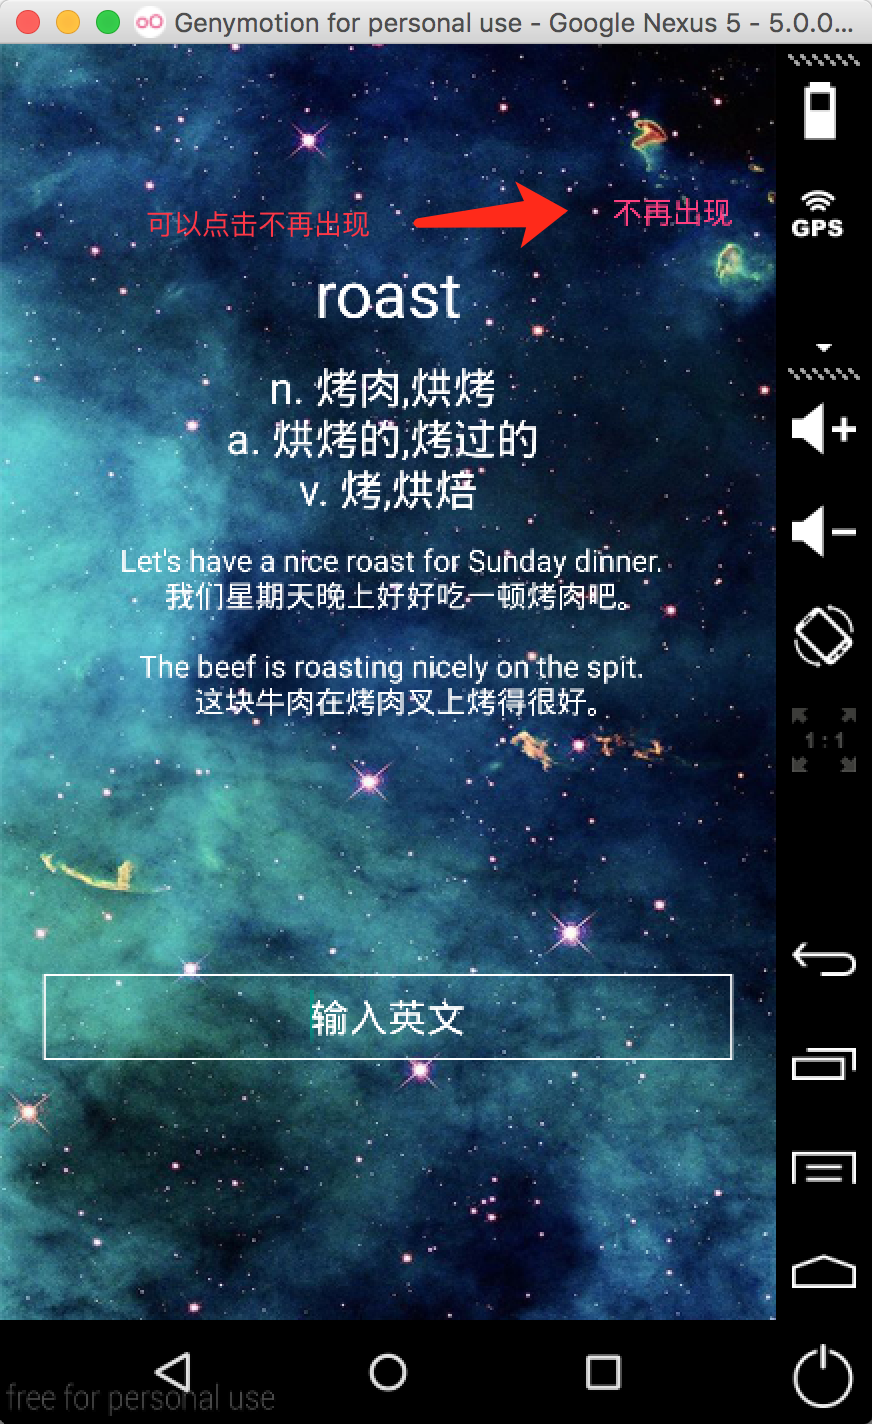 Genymotion for personal use - Google Nexus 5 - 5.0.0...
可以点击不再出现
不再出现
GPS
roast
n. 烤肉,烘烤
a. 烘烤的,烤过的
v. 烤,烘焙
Let's have a nice roast for Sunday dinner.
我们星期天晚上好好吃一顿烤肉吧。
The beef is roasting nicely on the spit.
这块牛肉在烤肉叉上烤得很好。
1:1
输入英文
free for personal use